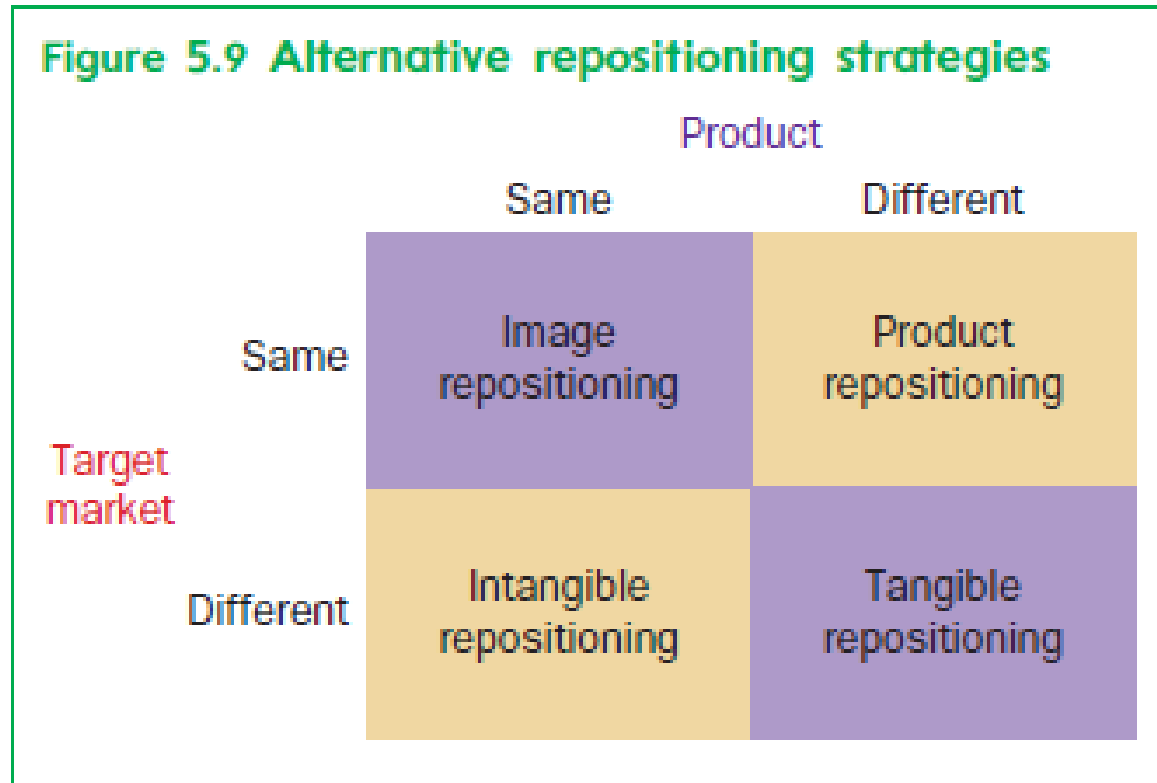 Figure 5.9 Alternative repositioning strategies
Product
Same Different
Same
Image
repositioning
Product
repositioning
Target
market
Different
Intangible
repositioning
Tangible
repositioning